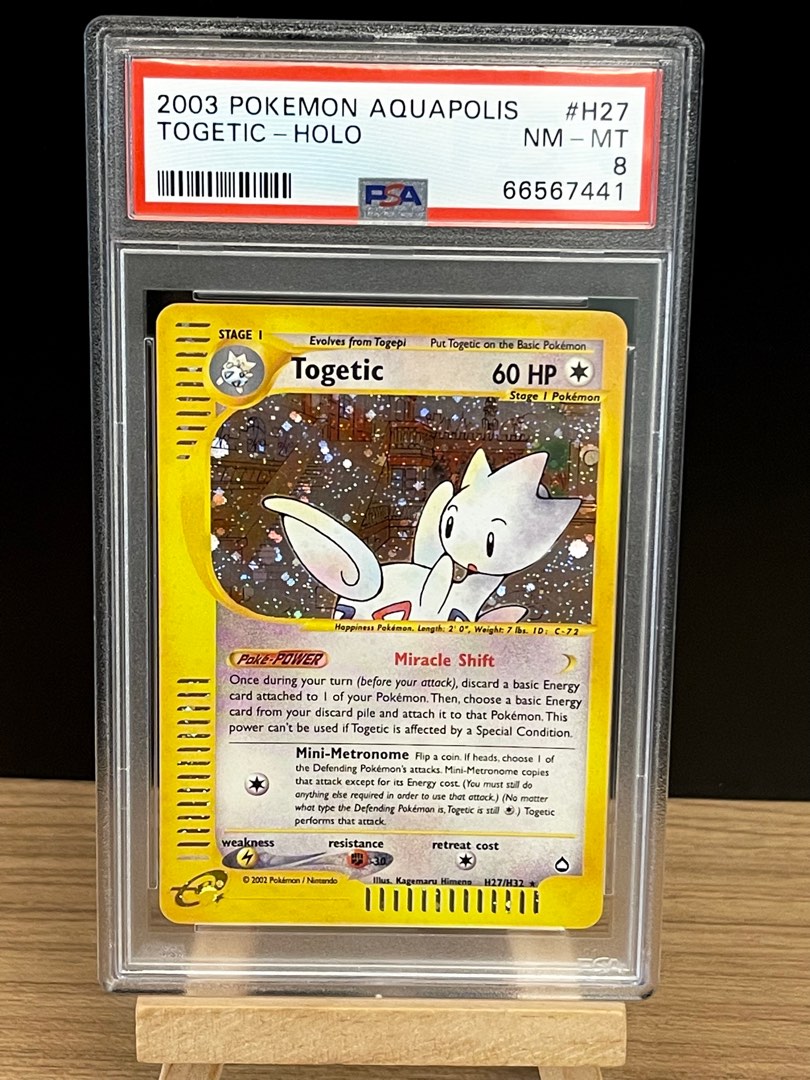 2003 POKEMON AQUAPOLIS #H27
TOGETIC – HOLO NM – MT
8
PSA 66567441
STAGE 1 Evolves from Togepi Put Togetic on the Basic Pokémon
Togetic 60 HP
Stage 1 Pokémon
Happiness Pokémon. Length: 2' 0", Weight: 7 lbs. ID: C-72
Poké-POWER Miracle Shift
Once during your turn (before your attack), discard a basic Energy
card attached to 1 of your Pokémon. Then, choose a basic Energy
card from your discard pile and attach it to that Pokémon. This
power can't be used if Togetic is affected by a Special Condition.
Mini-Metronome Flip a coin. If heads, choose 1 of
the Defending Pokémon's attacks. Mini-Metronome copies
that attack except for its Energy cost. (You must still do
anything else required in order to use that attack.) (No matter
what type the Defending Pokémon is, Togetic is still .) Togetic
performs that attack.
weakness resistance retreat cost
-30
© 2002 Pokémon / Nintendo Illus. Kagemaru Himeno H27/H32 ★
e
PSA